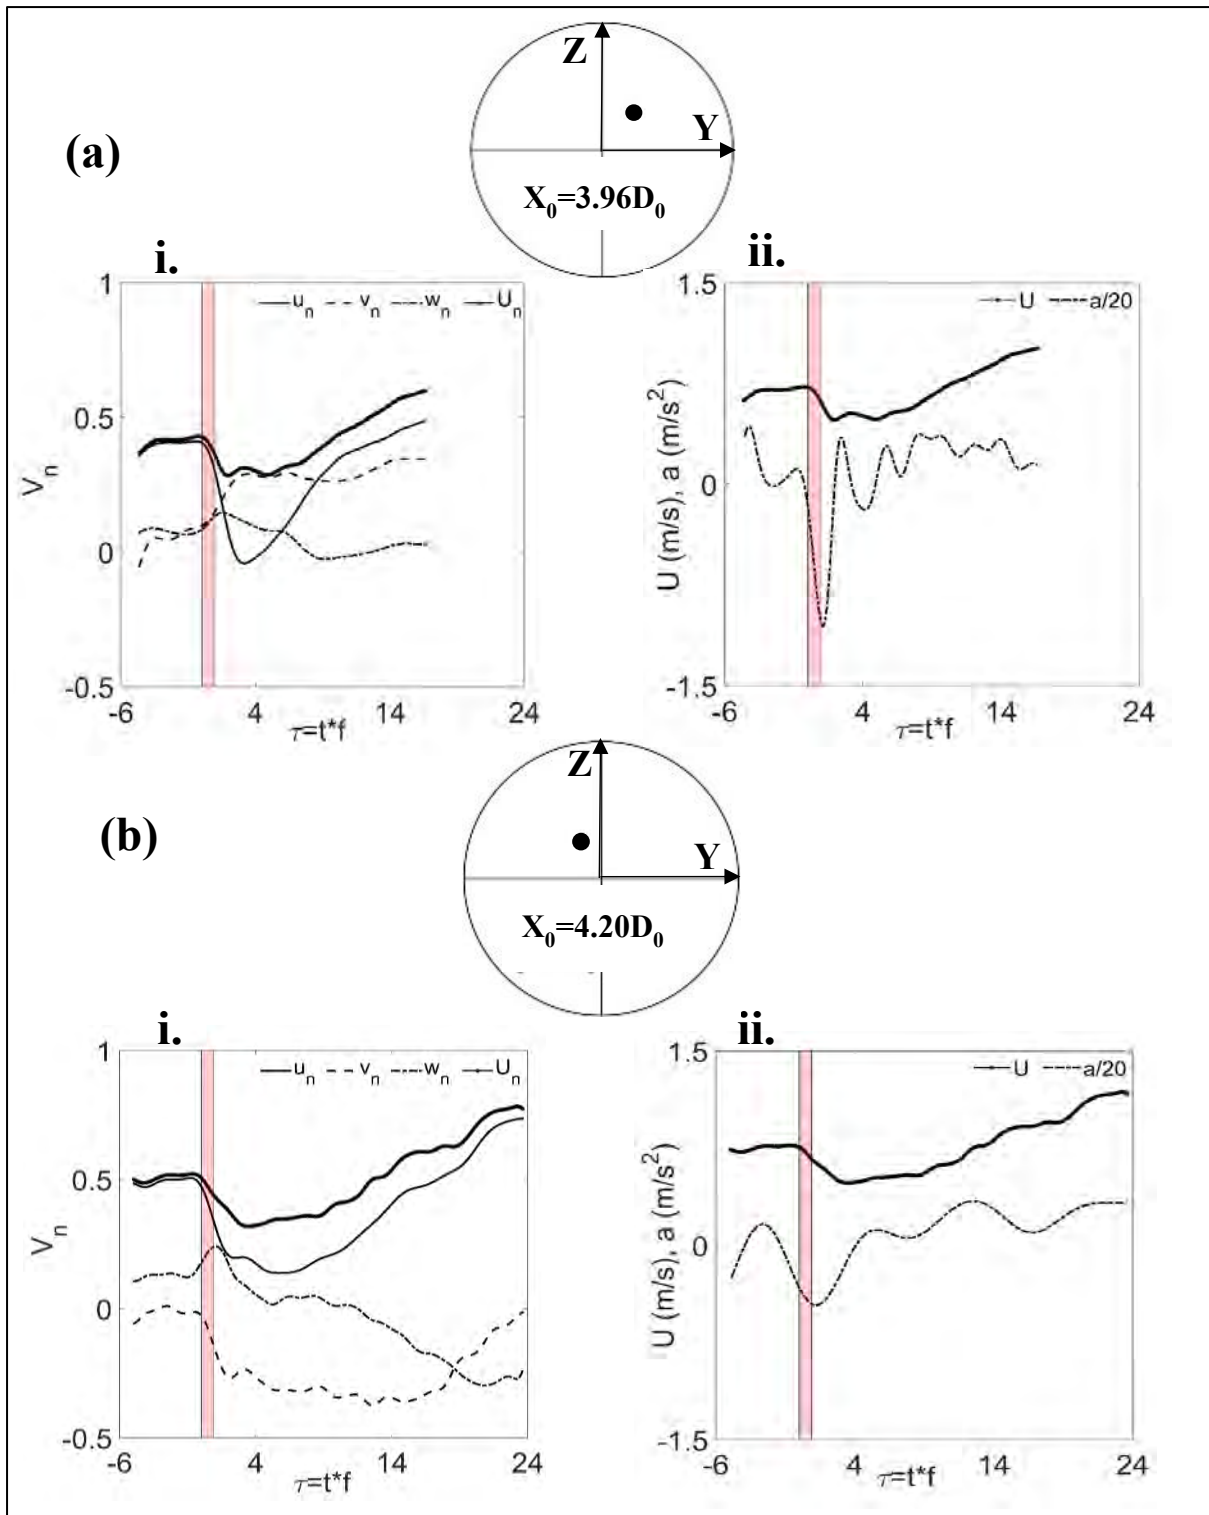 (a)
Z
Y
X₀=3.96D₀
i.
1
0.5
0
-0.5
Vₙ
uₙ vₙ wₙ Uₙ
-6 4 14 24
τ=t*f
ii.
1.5
0
-1.5
U (m/s), a (m/s²)
U a/20
-6 4 14 24
τ=t*f
(b)
Z
Y
X₀=4.20D₀
i.
1
0.5
0
-0.5
Vₙ
uₙ vₙ wₙ Uₙ
-6 4 14 24
τ=t*f
ii.
1.5
0
-1.5
U (m/s), a (m/s²)
U a/20
-6 4 14 24
τ=t*f